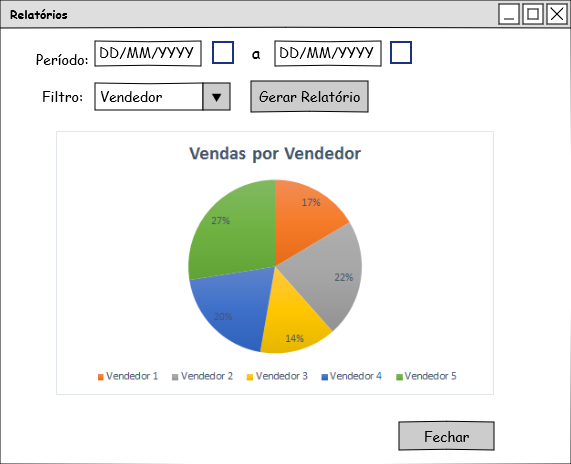 Relatórios
Período: DD/MM/YYYY a DD/MM/YYYY
Filtro: Vendedor Gerar Relatório
Vendas por Vendedor
17%
27%
22%
20%
14%
Vendedor 1 Vendedor 2 Vendedor 3 Vendedor 4 Vendedor 5
Fechar